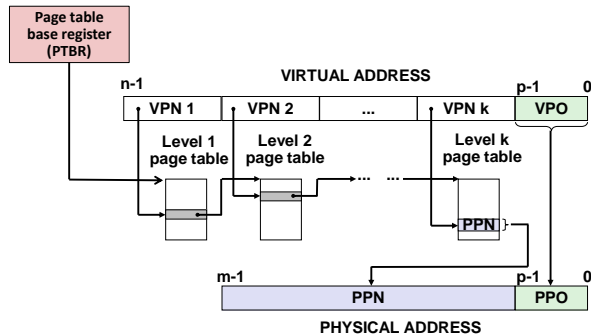 Page table
base register
(PTBR)
VIRTUAL ADDRESS
n-1
p-1
0
VPN 1
VPN 2
...
VPN k
VPO
Level 1
page table
Level 2
page table
Level k
page table
... ...
PPN
m-1
p-1
0
PPN
PPO
PHYSICAL ADDRESS